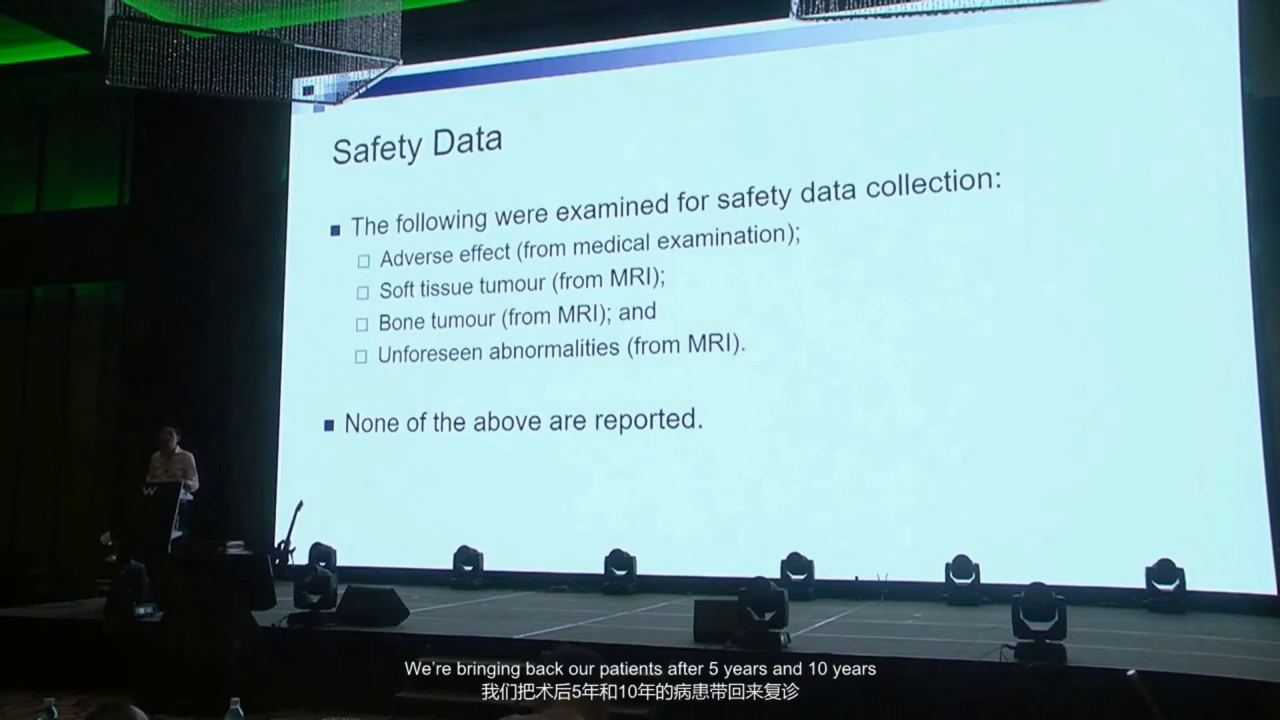 Safety Data
The following were examined for safety data collection:
Adverse effect (from medical examination);
Soft tissue tumour (from MRI);
Bone tumour (from MRI); and
Unforeseen abnormalities (from MRI).
None of the above are reported.
W
We're bringing back our patients after 5 years and 10 years
我们把术后5年和10年的病患带回来复诊